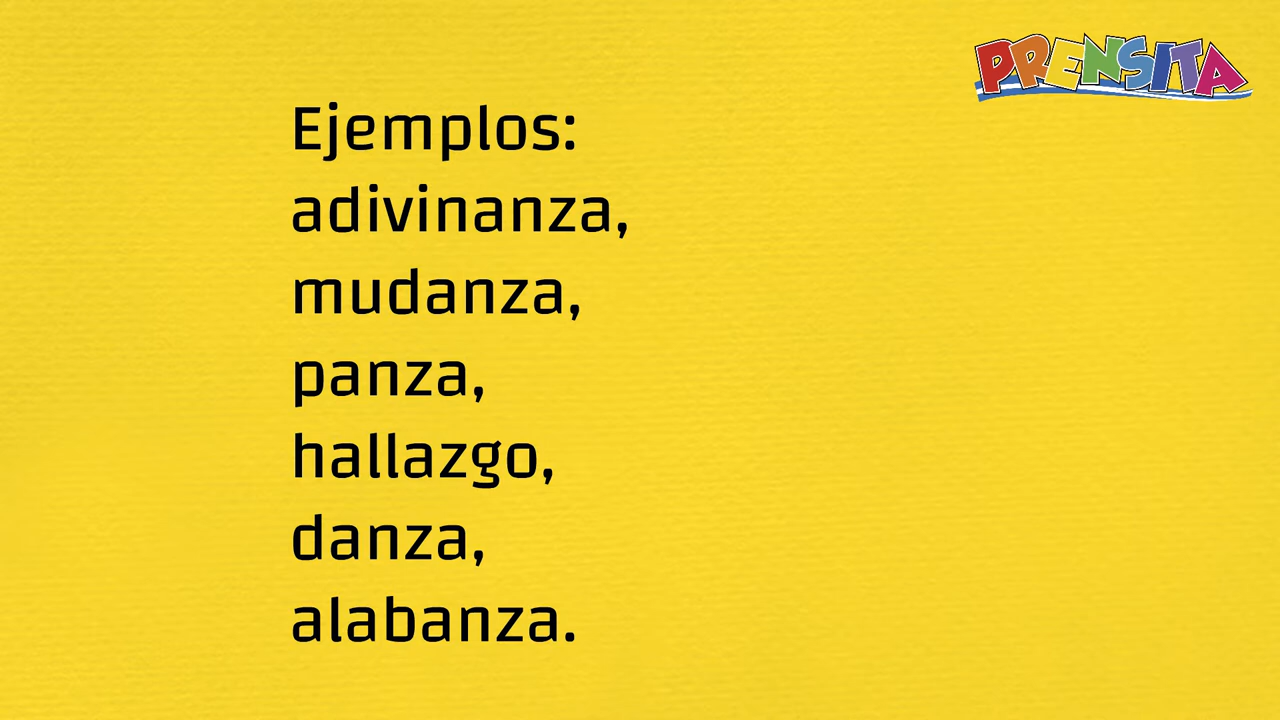 PRENSITA
Ejemplos:
adivinanza,
mudanza,
panza,
hallazgo,
danza,
alabanza.